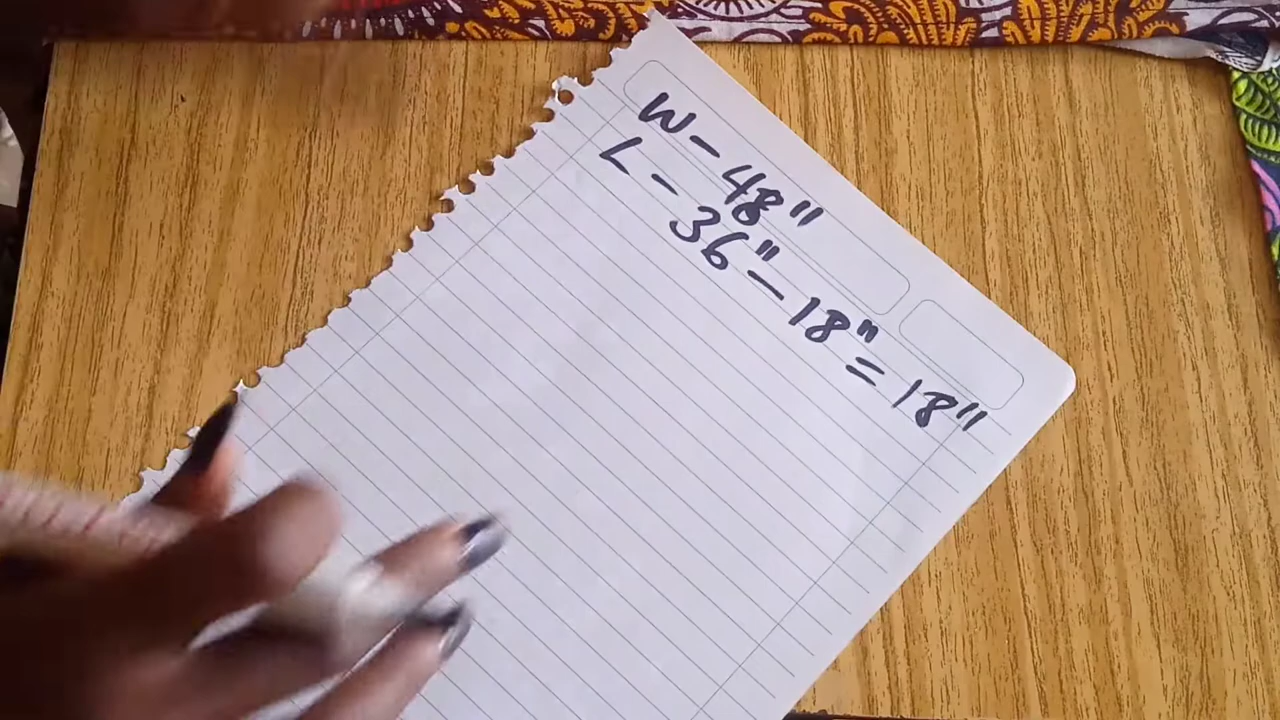 W - 48"
L - 36" - 18" = 18"